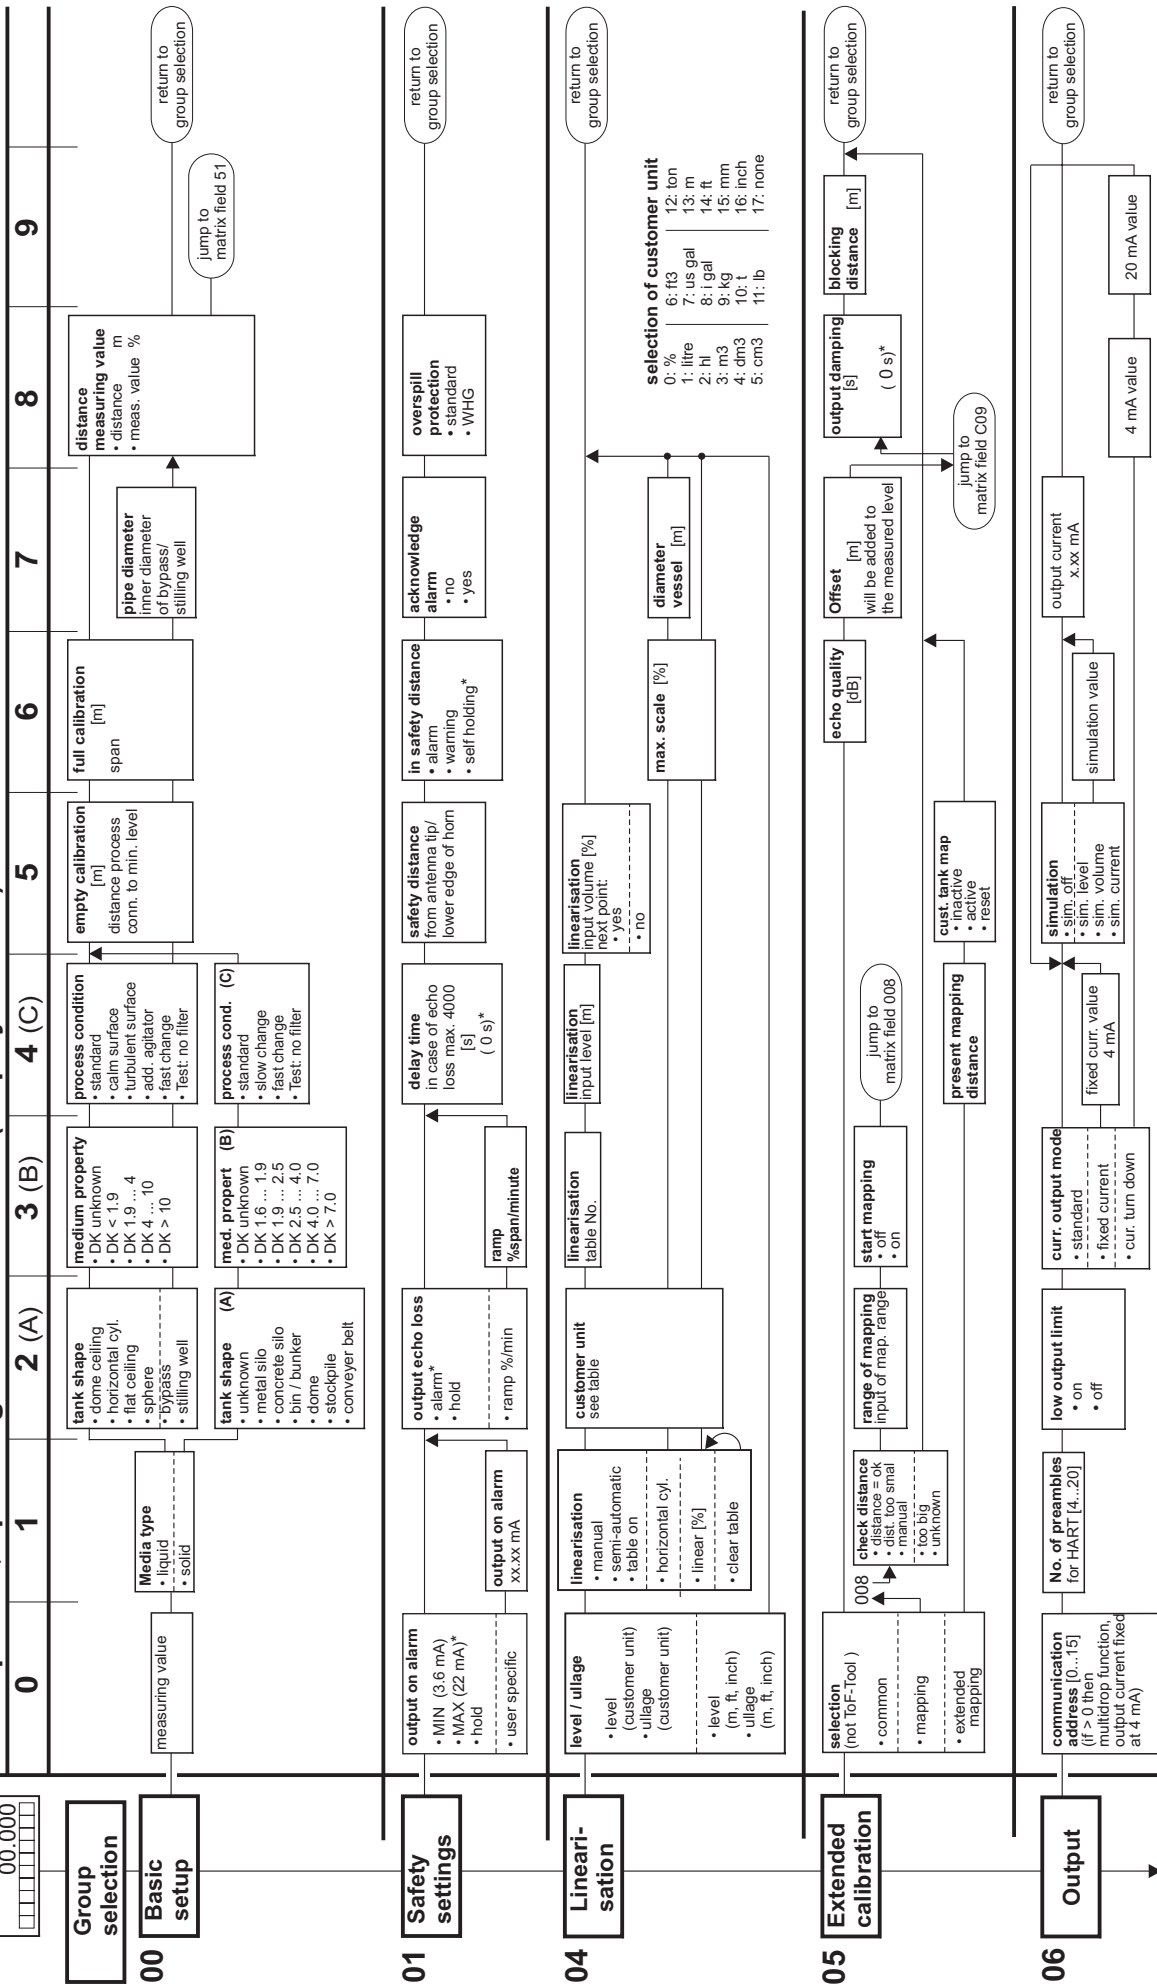 0
1
2 (A)
3 (B)
4 (C)
5
6
7
8
9
00.000
Group
selection
00
Basic
setup
measuring value
Media type
• liquid
• solid
tank shape
• dome ceiling
• horizontal cyl.
• flat ceiling
• sphere
• bypass
• stilling well
tank shape (A)
• unknown
• metal silo
• concrete silo
• bin / bunker
• dome
• stockpile
• conveyer belt
medium property
• DK unknown
• DK < 1.9
• DK 1.9 ... 4
• DK 4 ... 10
• DK > 10
med. propert (B)
• DK unknown
• DK 1.6 ... 1.9
• DK 1.9 ... 2.5
• DK 2.5 ... 4.0
• DK 4.0 ... 7.0
• DK > 7.0
process condition
• standard
• calm surface
• turbulent surface
• add. agitator
• fast change
• Test: no filter
process cond. (C)
• standard
• slow change
• fast change
• Test: no filter
empty calibration
[m]
distance process
conn. to min. level
full calibration
[m]
span
pipe diameter
inner diameter
of bypass/
stilling well
distance
measuring value
• distance m
• meas. value %
jump to
matrix field 51
return to
group selection
01
Safety
settings
output on alarm
• MIN (3.6 mA)
• MAX (22 mA)*
• hold
• user specific
output on alarm
xx.xx mA
output echo loss
• alarm*
• hold
• ramp %/min
ramp
%span/minute
delay time
in case of echo
loss max. 4000
[s]
( 0 s)*
safety distance
from antenna tip/
lower edge of horn
in safety distance
• alarm
• warning
• self holding*
acknowledge
alarm
• no
• yes
overspill
protection
• standard
• WHG
return to
group selection
04
Lineari-
sation
level / ullage
• level
(customer unit)
• ullage
(customer unit)
• level
(m, ft, inch)
• ullage
(m, ft, inch)
linearisation
• manual
• semi-automatic
• table on
• horizontal cyl.
• linear [%]
• clear table
customer unit
see table
linearisation
table No.
linearisation
input level [m]
linearisation
input volume [%]
next point:
• yes
• no
max. scale [%]
diameter
vessel [m]
selection of customer unit
0: % 6: ft3 12: ton
1: litre 7: us gal 13: m
2: hl 8: i gal 14: ft
3: m3 9: kg 15: mm
4: dm3 10: t 16: inch
5: cm3 11: lb 17: none
return to
group selection
05
Extended
calibration
selection
(not ToF-Tool )
• common
• mapping
• extended
mapping
008
check distance
• distance = ok
• dist. too smal
• manual
• too big
• unknown
range of mapping
input of map. range
start mapping
• off
• on
jump to
matrix field 008
present mapping
distance
cust. tank map
• inactive
• active
• reset
echo quality
[dB]
Offset
[m]
will be added to
the measured level
jump to
matrix field C09
output damping
[s]
( 0 s)*
blocking
distance [m]
return to
group selection
06
Output
communication
address [0...15]
(if > 0 then
multidrop function,
output current fixed
at 4 mA)
No. of preambles
for HART [4...20]
low output limit
• on
• off
curr. output mode
• standard
• fixed current
• cur. turn down
fixed curr. value
4 mA
simulation
• sim. off
• sim. level
• sim. volume
• sim. current
simulation value
output current
x.xx mA
4 mA value
20 mA value
return to
group selection